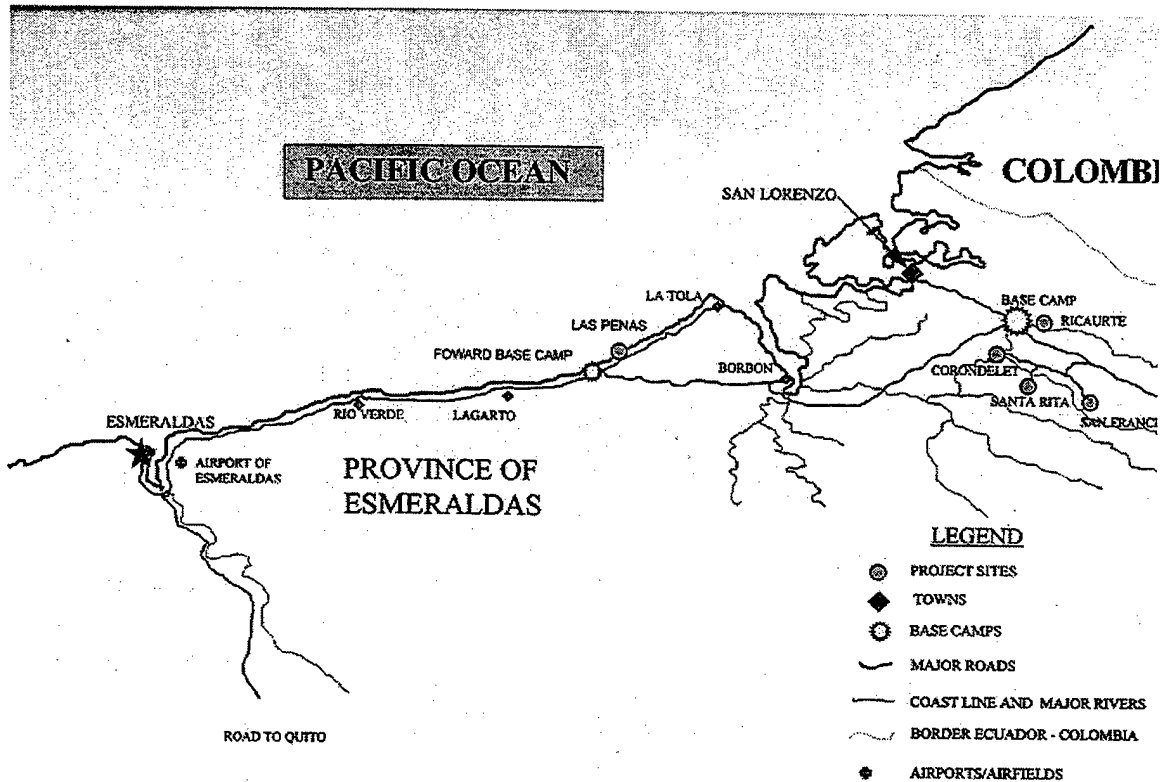 PACIFIC OCEAN
COLOMBI
SAN LORENZO
LA TOLA
BASE CAMP
RICAURTE
LAS PENAS
FOWARD BASE CAMP
BORBON
CORONDELET
SANTA RITA
SAN FRANCI
RIO VERDE
LAGARTO
ESMERALDAS
AIRPORT OF
ESMERALDAS
PROVINCE OF
ESMERALDAS
LEGEND
PROJECT SITES
TOWNS
BASE CAMPS
MAJOR ROADS
COAST LINE AND MAJOR RIVERS
BORDER ECUADOR - COLOMBIA
AIRPORTS/AIRFIELDS
ROAD TO QUITO